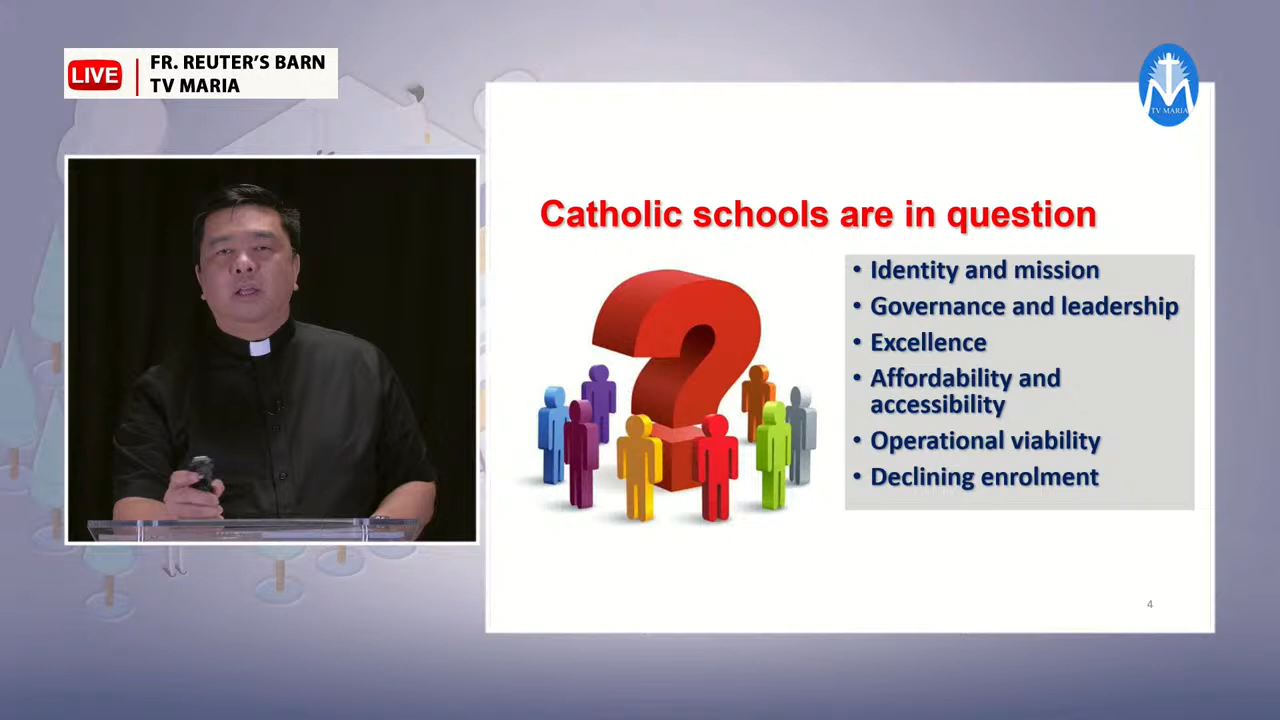 LIVE
FR. REUTER'S BARN
TV MARIA
TV MARIA
Catholic schools are in question
• Identity and mission
• Governance and leadership
• Excellence
• Affordability and
accessibility
• Operational viability
• Declining enrolment
4